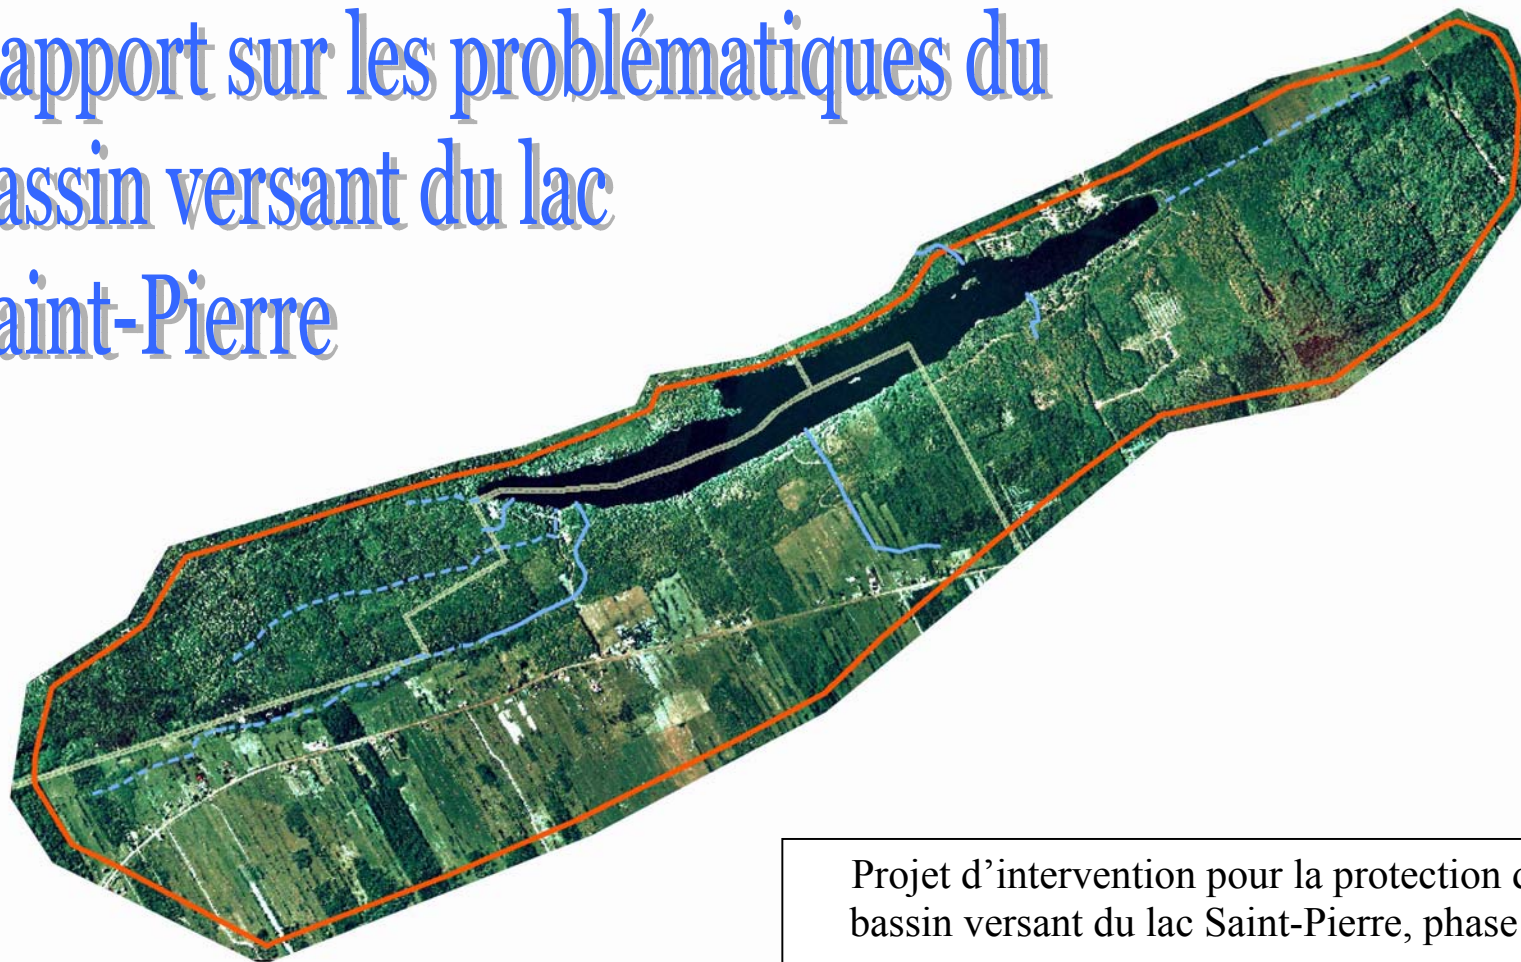 apport sur les problématiques du
assin versant du lac
aint-Pierre
Projet d’intervention pour la protection d
bassin versant du lac Saint-Pierre, phase